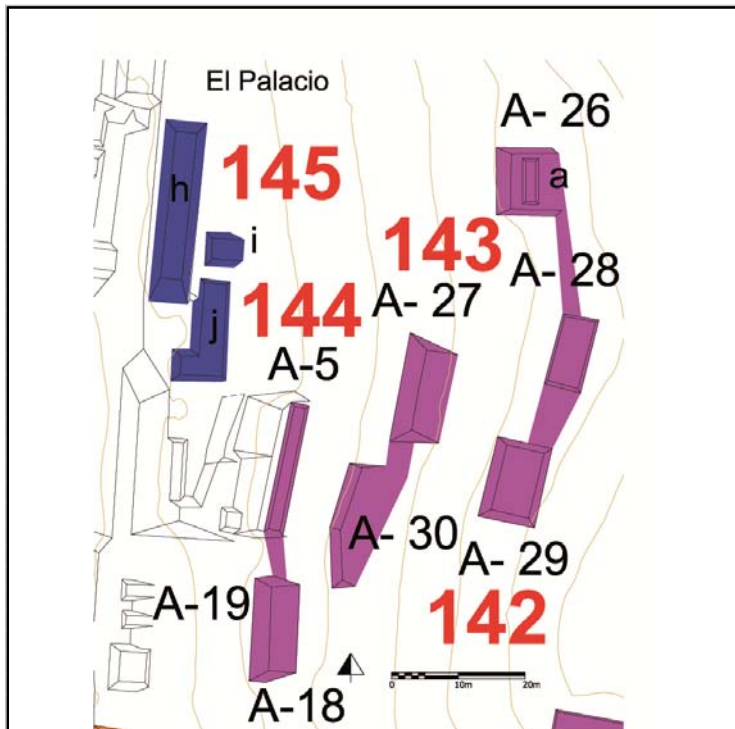 El Palacio
A- 26
145
h
a
i
143
A- 28
144
A- 27
j
A-5
A- 30
A- 29
A-19
142
0 10m 20m
A-18